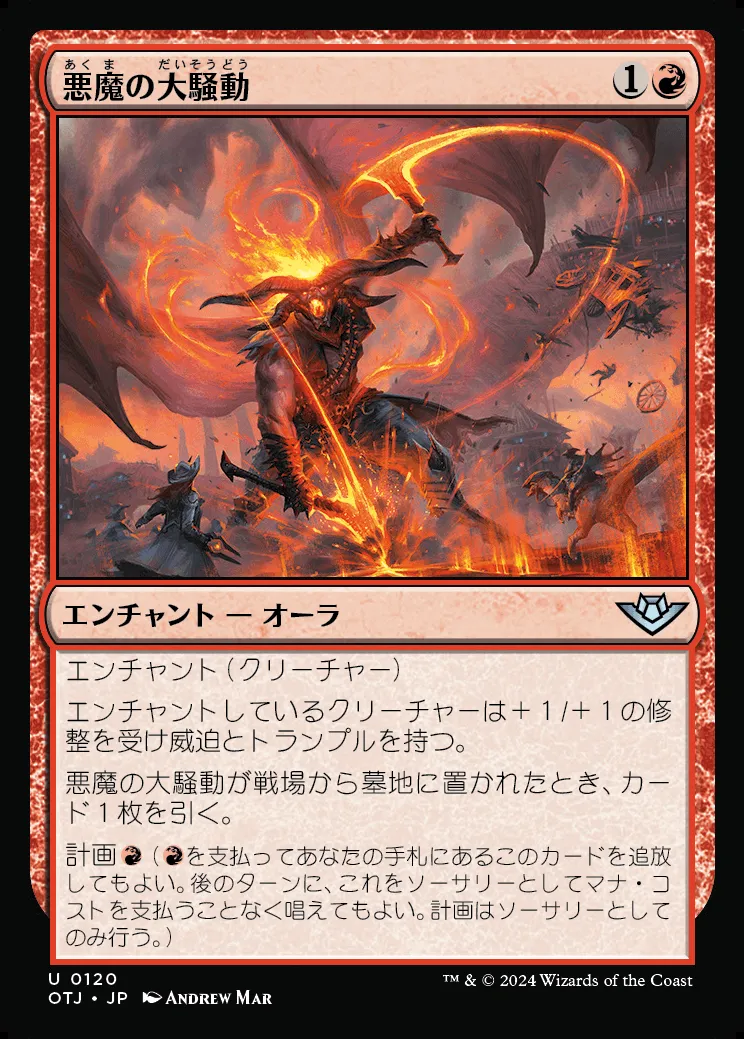 あくま だいそうどう
悪魔の大騒動
1
エンチャント — オーラ
エンチャント（クリーチャー）
エンチャントしているクリーチャーは＋１/＋１の修
整を受け威迫とトランプルを持つ。
悪魔の大騒動が戦場から墓地に置かれたとき、カー
ド１枚を引く。
計画（を支払ってあなたの手札にあるこのカードを追放
してもよい。後のターンに、これをソーサリーとしてマナ・コ
ストを支払うことなく唱えてもよい。計画はソーサリーとして
のみ行う。）
U 0120
OTJ • JP Andrew Mar
™ & © 2024 Wizards of the Coast